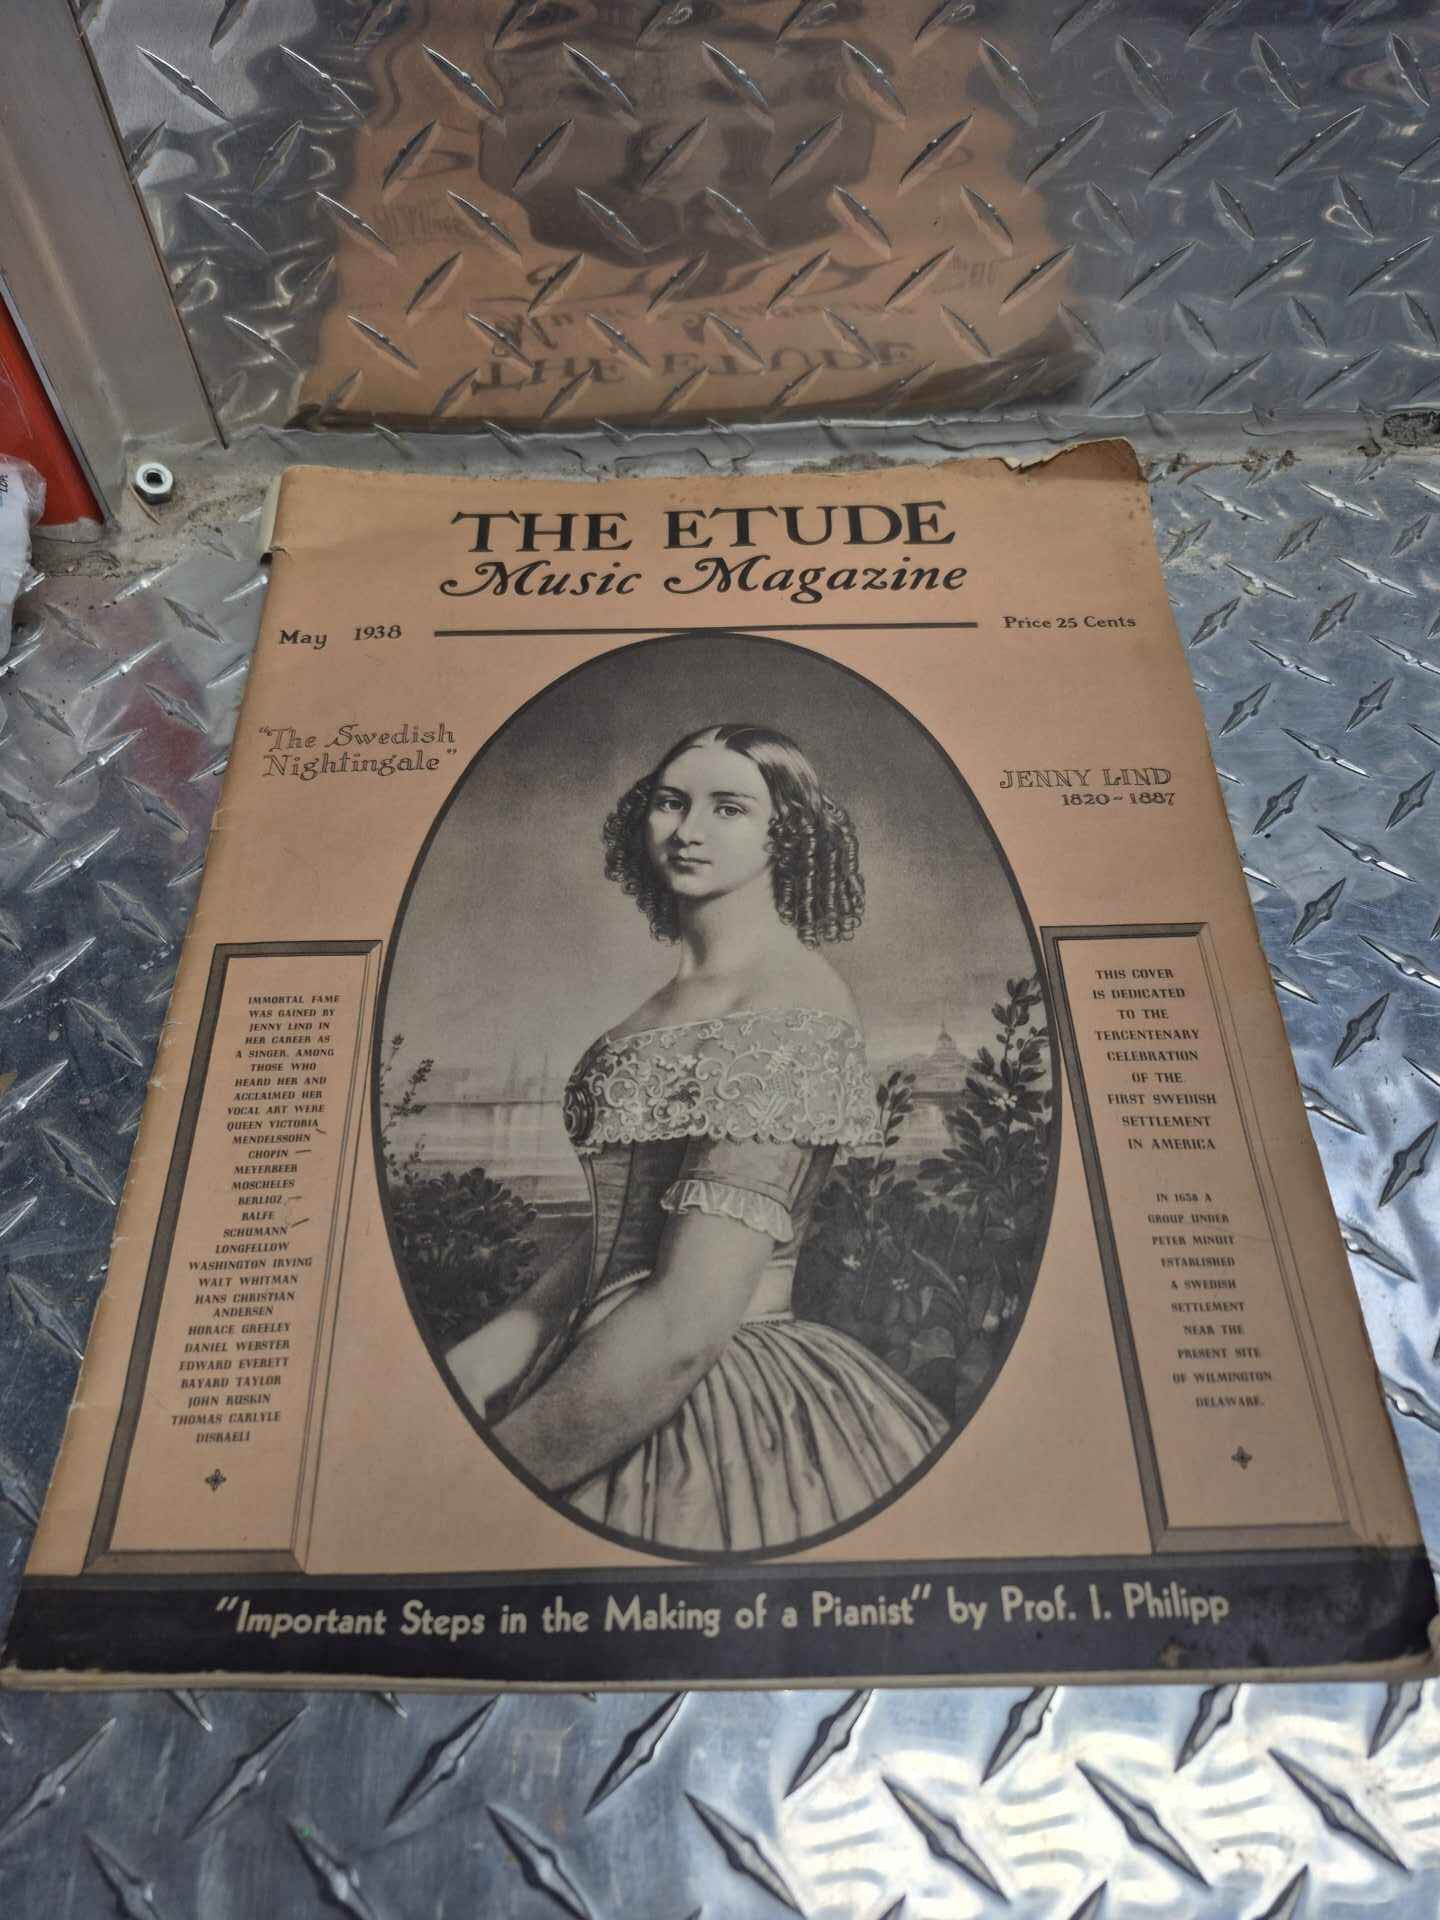 THE ETUDE
Music Magazine
May 1938
Price 25 Cents
"The Swedish
Nightingale"
JENNY LIND
1820-1887
IMMORTAL FAME
WAS GAINED BY
JENNY LIND IN
HER CAREER AS
A SINGER. AMONG
THOSE WHO
HEARD HER AND
ACCLAIMED HER
VOCAL ART WERE
QUEEN VICTORIA
MENDELSSOHN
CHOPIN
MEYERBEER
MOSCHELES
BERLIOZ
BALFE
SCHUMANN
LONGFELLOW
WASHINGTON IRVING
WALT WHITMAN
HANS CHRISTIAN
ANDERSEN
HORACE GREELEY
DANIEL WEBSTER
EDWARD EVERETT
BAYARD TAYLOR
JOHN RUSKIN
THOMAS CARLYLE
DISRAELI
THIS COVER
IS DEDICATED
TO THE
TERCENTENARY
CELEBRATION
OF THE
FIRST SWEDISH
SETTLEMENT
IN AMERICA
IN 1638 A
GROUP UNDER
PETER MINUIT
ESTABLISHED
A SWEDISH
SETTLEMENT
NEAR THE
PRESENT SITE
OF WILMINGTON
DELAWARE.
"Important Steps in the Making of a Pianist" by Prof. I. Philipp